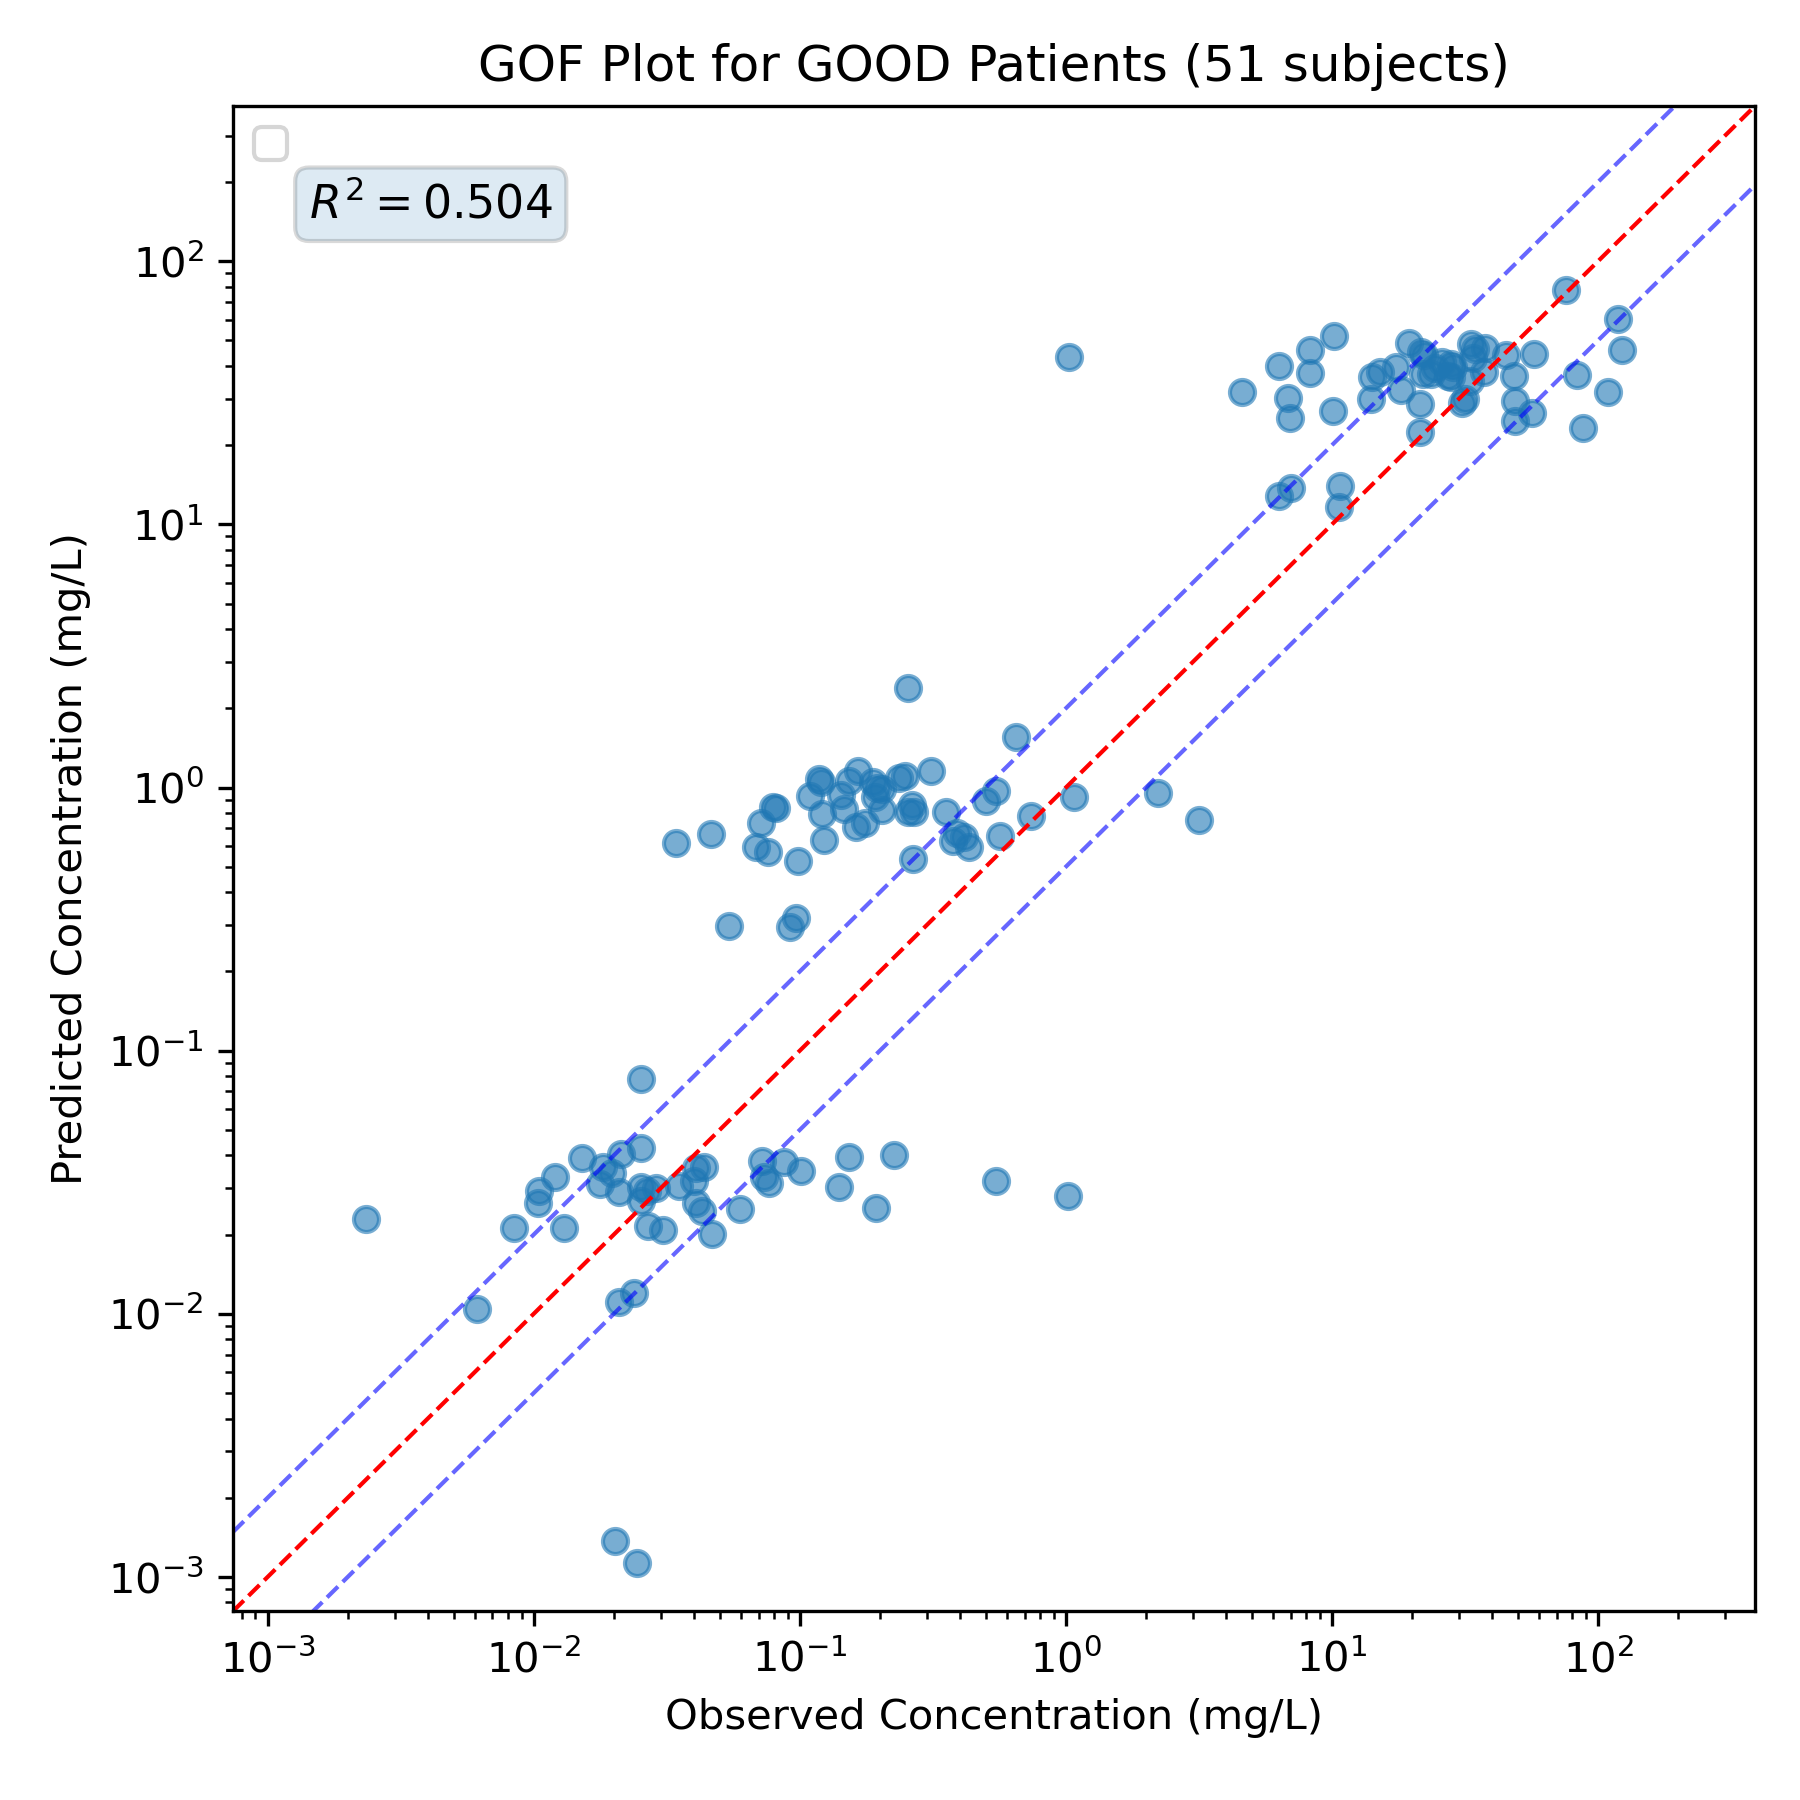 GOF Plot for GOOD Patients (51 subjects)
R² = 0.504
Predicted Concentration (mg/L)
10²
10¹
10⁰
10⁻¹
10⁻²
10⁻³
10⁻³ 10⁻² 10⁻¹ 10⁰ 10¹ 10²
Observed Concentration (mg/L)